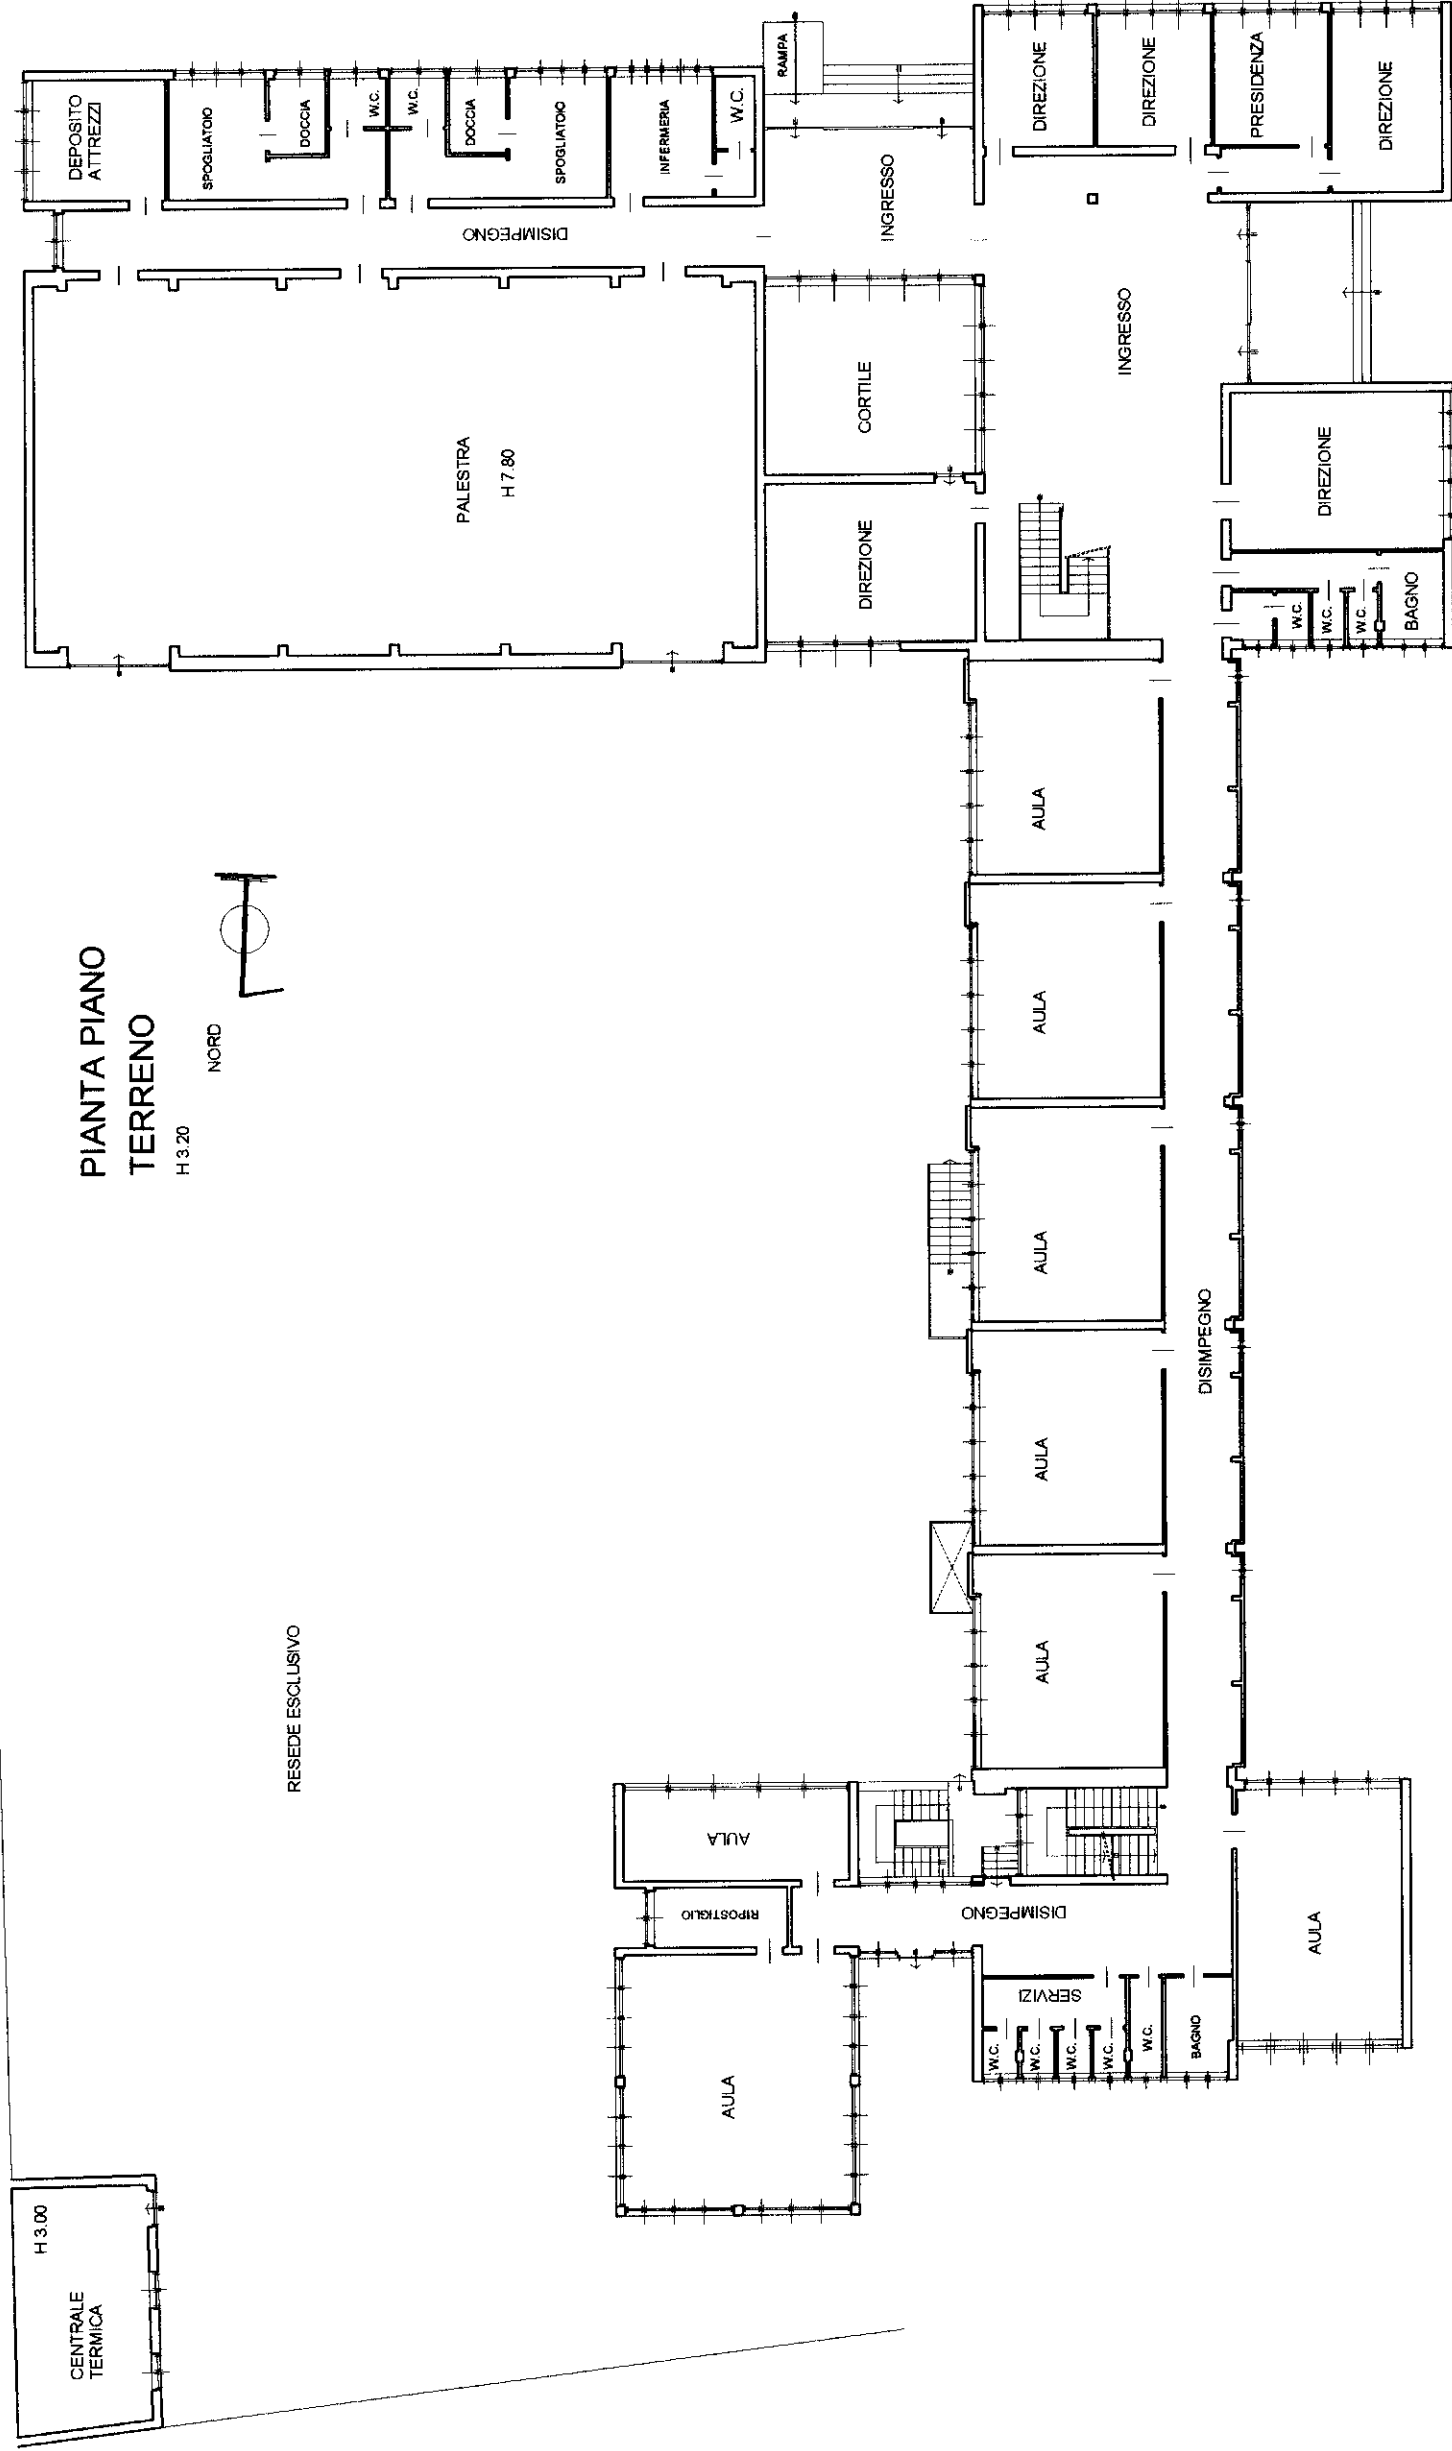 PIANTA PIANO
TERRENO
H 3.20
NORD
RESEDE ESCLUSIVO
CENTRALE
TERMICA
H 3.00
DEPOSITO
ATTREZZI
SPOGLIATOIO
DOCCIA
W.C.
W.C.
DOCCIA
SPOGLIATOIO
INFERMERIA
W.C.
RAMPA
DISIMPEGNO
PALESTRA
H 7.80
INGRESSO
CORTILE
DIREZIONE
DIREZIONE
DIREZIONE
PRESIDENZA
DIREZIONE
INGRESSO
DIREZIONE
W.C.
W.C.
W.C.
BAGNO
AULA
AULA
AULA
AULA
AULA
DISIMPEGNO
AULA
RIPOSTIGLIO
DISIMPEGNO
AULA
SERVIZI
W.C.
W.C.
W.C.
W.C.
W.C.
BAGNO
AULA